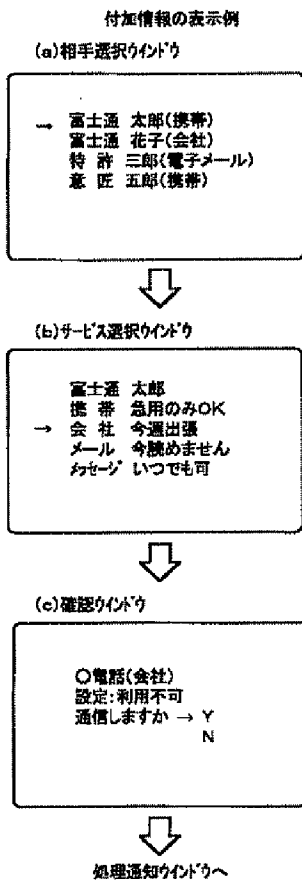 付加情報の表示例
(a)相手選択ウインドウ
→ 富士通 太郎(携帯)
富士通 花子(会社)
特 許 三郎(電子メール)
意 匠 五郎(携帯)
(b)サービス選択ウインドウ
富士通 太郎
携 帯 急用のみOK
→ 会 社 今週出張
メール 今読めません
メッセージ いつでも可
(c)確認ウインドウ
○電話(会社)
設定:利用不可
通信しますか → Y
N
処理通知ウインドウへ